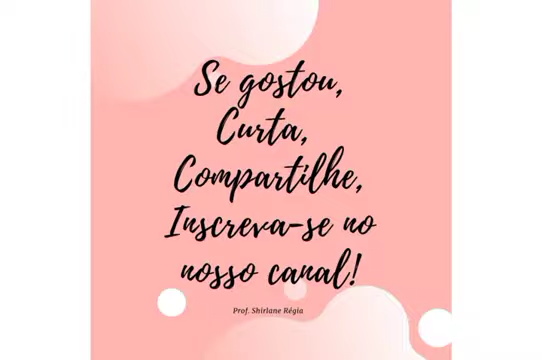 Se gostou,
Curta,
Compartilhe,
Inscreva-se no
nosso canal!
Prof. Shirlane Régia